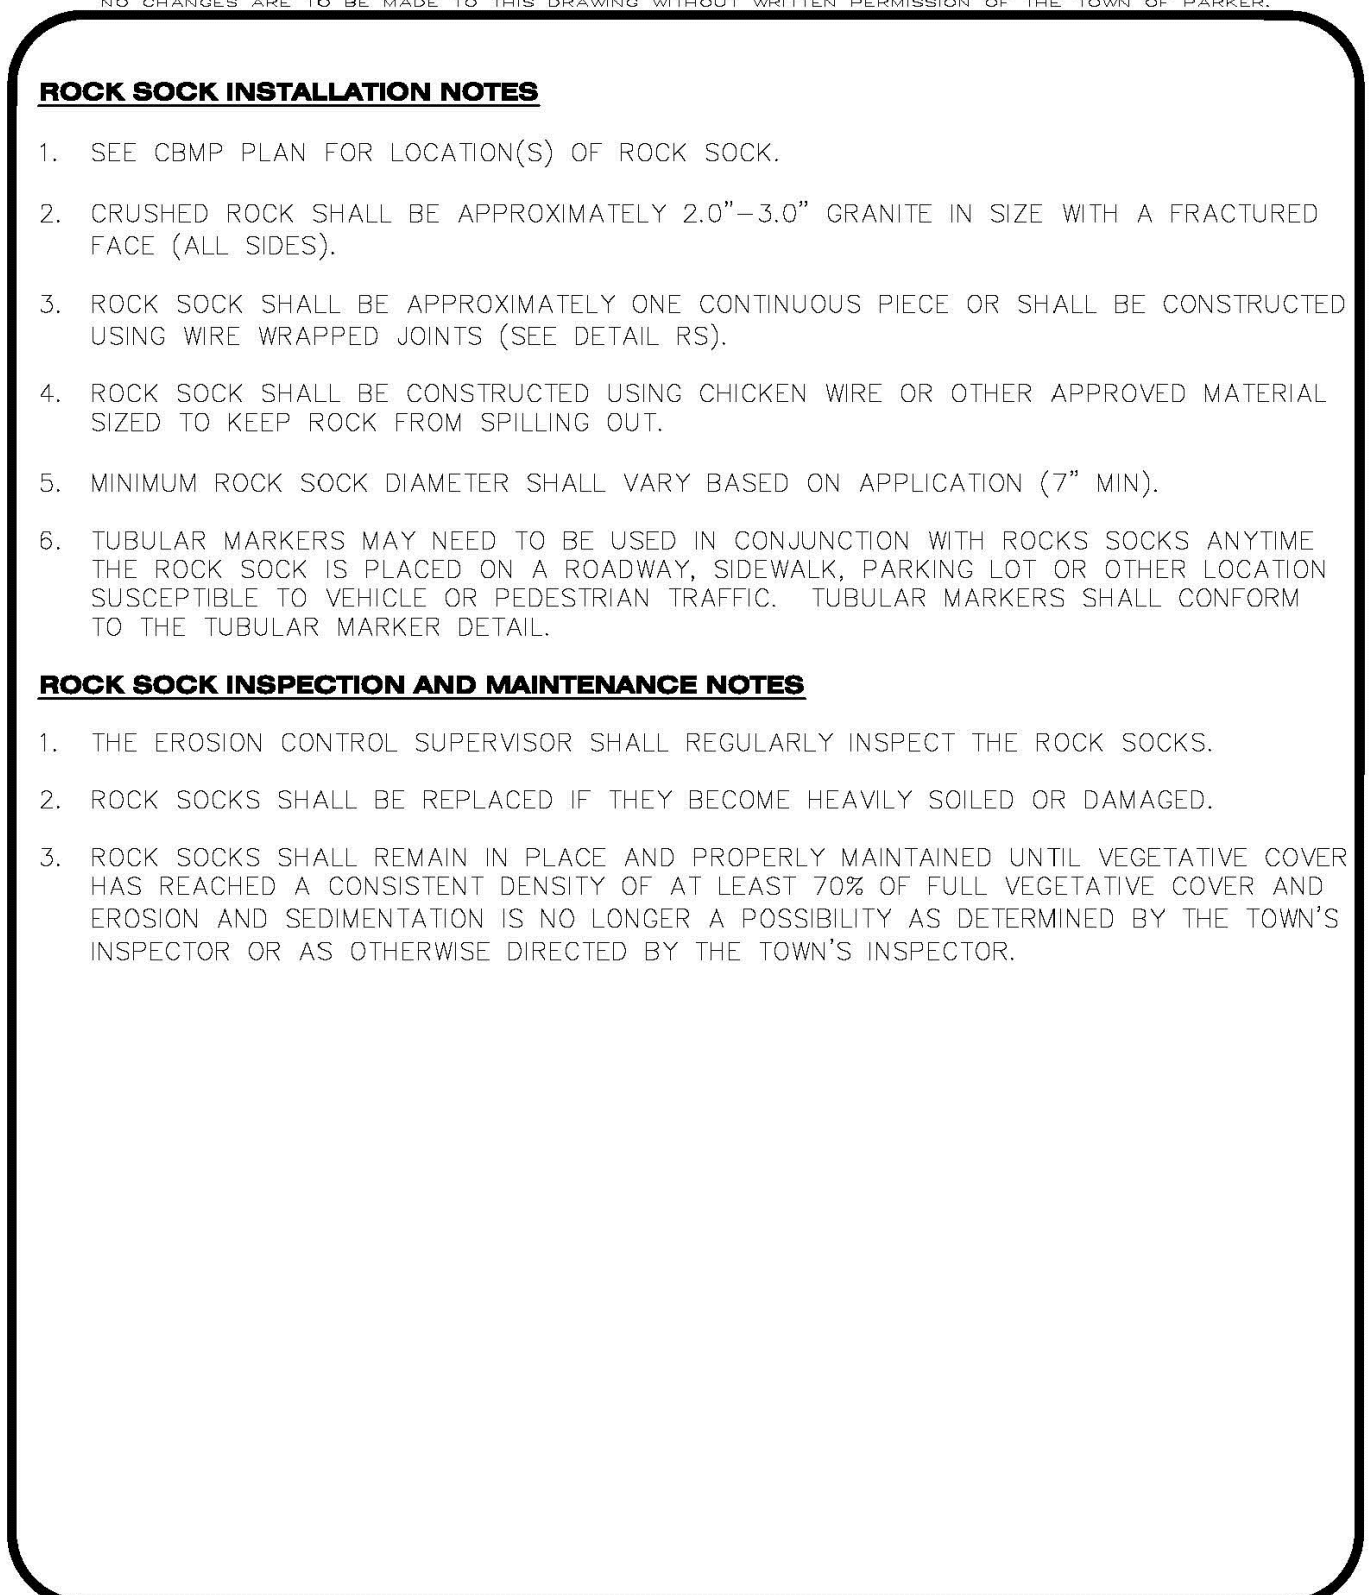 NO CHANGES ARE TO BE MADE TO THIS DRAWING WITHOUT WRITTEN PERMISSION OF THE TOWN OF PARKER.
ROCK SOCK INSTALLATION NOTES
1. SEE CBMP PLAN FOR LOCATION(S) OF ROCK SOCK.
2. CRUSHED ROCK SHALL BE APPROXIMATELY 2.0"–3.0" GRANITE IN SIZE WITH A FRACTURED
FACE (ALL SIDES).
3. ROCK SOCK SHALL BE APPROXIMATELY ONE CONTINUOUS PIECE OR SHALL BE CONSTRUCTED
USING WIRE WRAPPED JOINTS (SEE DETAIL RS).
4. ROCK SOCK SHALL BE CONSTRUCTED USING CHICKEN WIRE OR OTHER APPROVED MATERIAL
SIZED TO KEEP ROCK FROM SPILLING OUT.
5. MINIMUM ROCK SOCK DIAMETER SHALL VARY BASED ON APPLICATION (7" MIN).
6. TUBULAR MARKERS MAY NEED TO BE USED IN CONJUNCTION WITH ROCKS SOCKS ANYTIME
THE ROCK SOCK IS PLACED ON A ROADWAY, SIDEWALK, PARKING LOT OR OTHER LOCATION
SUSCEPTIBLE TO VEHICLE OR PEDESTRIAN TRAFFIC. TUBULAR MARKERS SHALL CONFORM
TO THE TUBULAR MARKER DETAIL.
ROCK SOCK INSPECTION AND MAINTENANCE NOTES
1. THE EROSION CONTROL SUPERVISOR SHALL REGULARLY INSPECT THE ROCK SOCKS.
2. ROCK SOCKS SHALL BE REPLACED IF THEY BECOME HEAVILY SOILED OR DAMAGED.
3. ROCK SOCKS SHALL REMAIN IN PLACE AND PROPERLY MAINTAINED UNTIL VEGETATIVE COVER
HAS REACHED A CONSISTENT DENSITY OF AT LEAST 70% OF FULL VEGETATIVE COVER AND
EROSION AND SEDIMENTATION IS NO LONGER A POSSIBILITY AS DETERMINED BY THE TOWN'S
INSPECTOR OR AS OTHERWISE DIRECTED BY THE TOWN'S INSPECTOR.